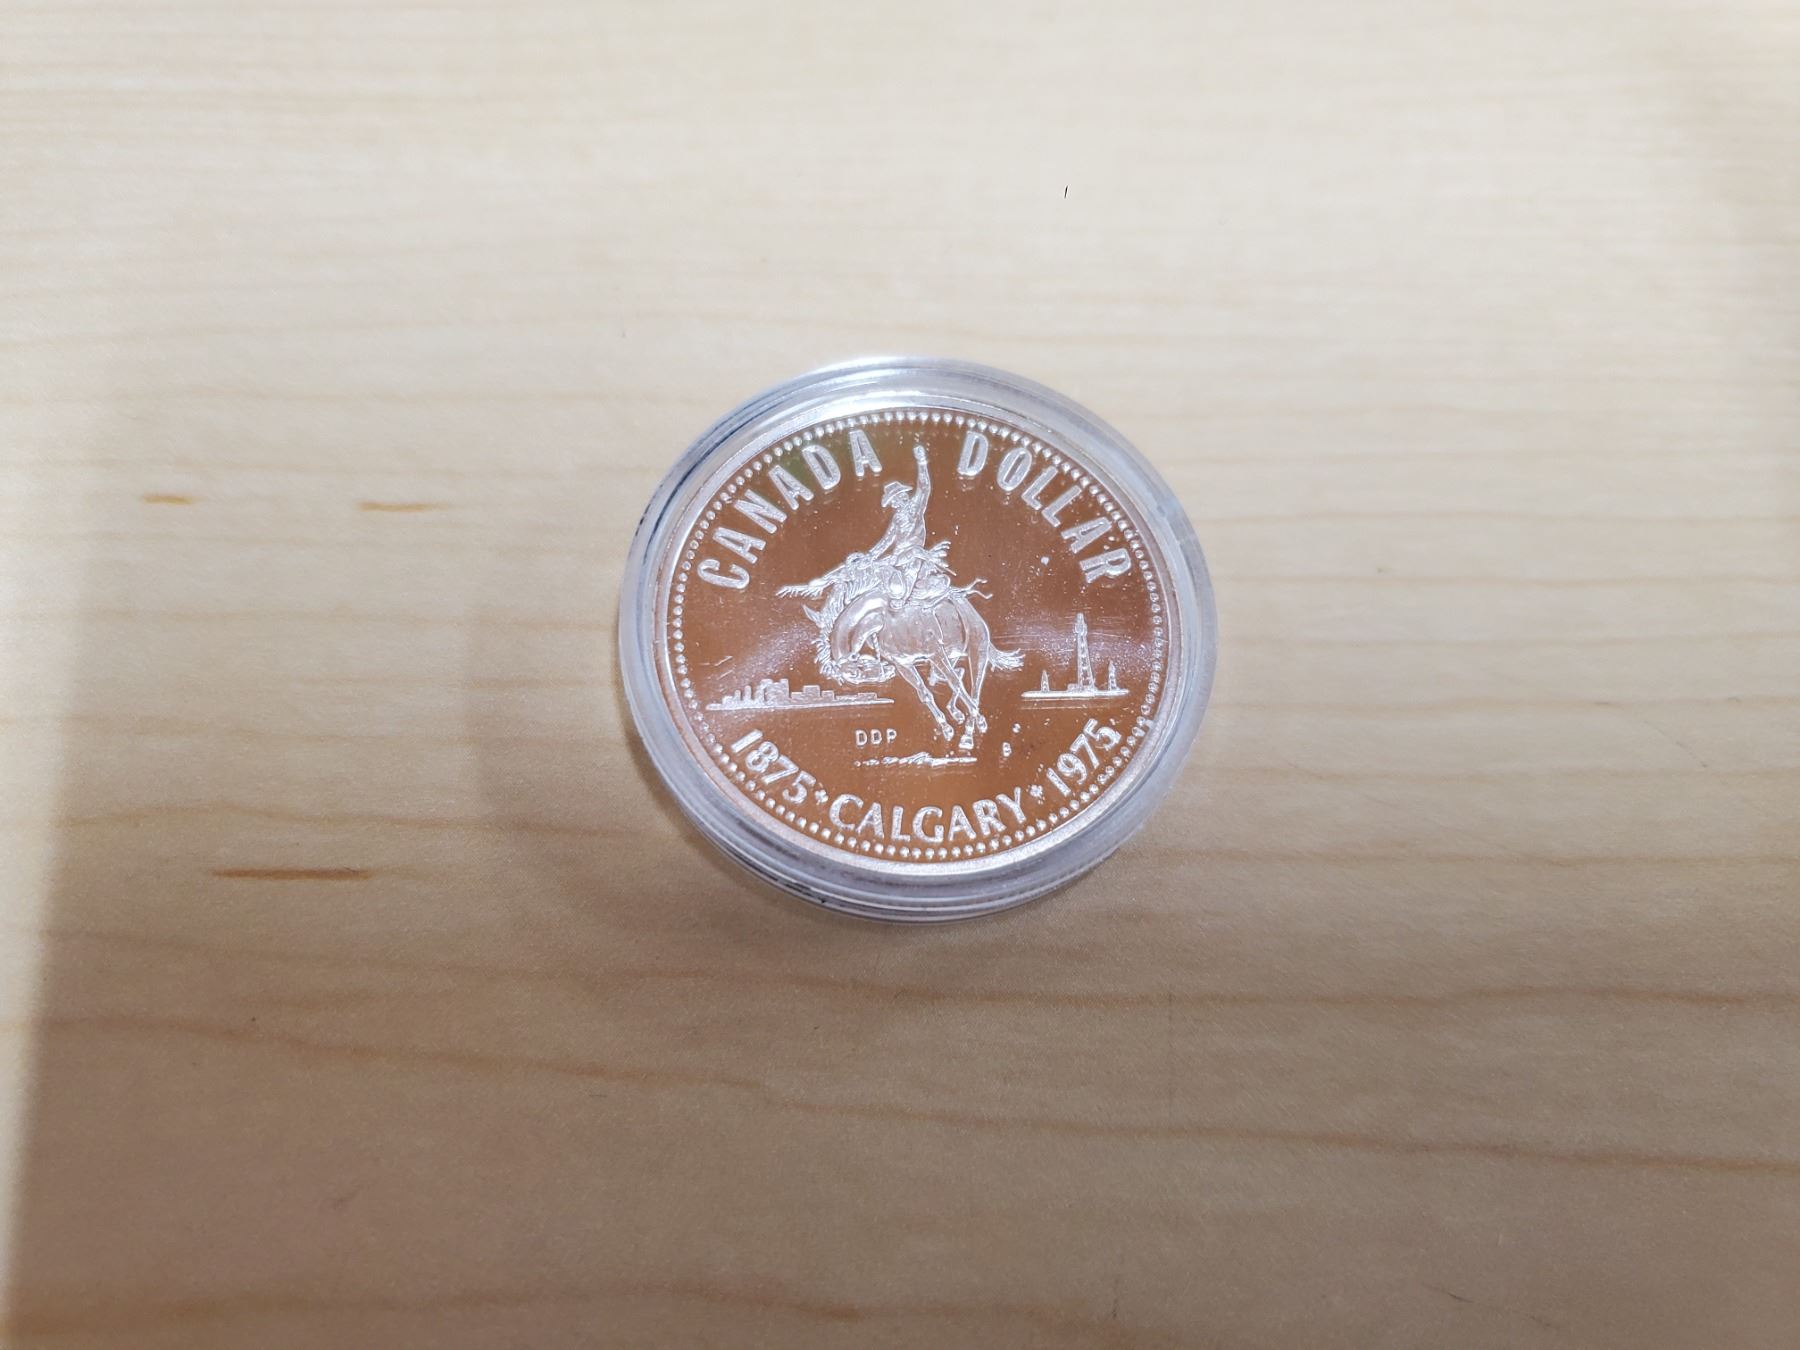 CANADA DOLLAR
DDP
1875 * CALGARY * 1975